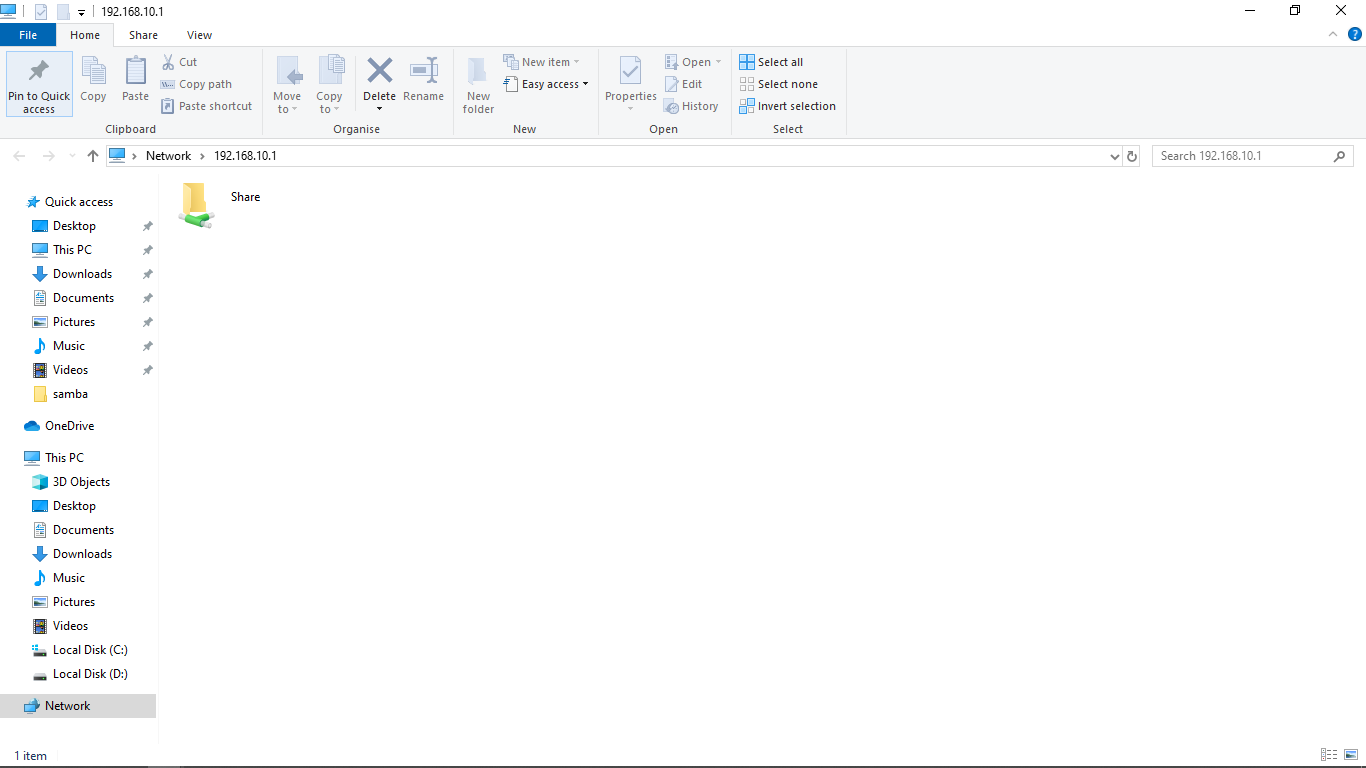 192.168.10.1
File Home Share View
Pin to Quick access
Copy
Paste
Cut
Copy path
Paste shortcut
Clipboard
Move to
Copy to
Delete
Rename
Organise
New folder
New item
Easy access
New
Properties
Open
Edit
History
Open
Select all
Select none
Invert selection
Select
Network 192.168.10.1
Search 192.168.10.1
Quick access
Desktop
This PC
Downloads
Documents
Pictures
Music
Videos
samba
OneDrive
This PC
3D Objects
Desktop
Documents
Downloads
Music
Pictures
Videos
Local Disk (C:)
Local Disk (D:)
Network
Share
1 item